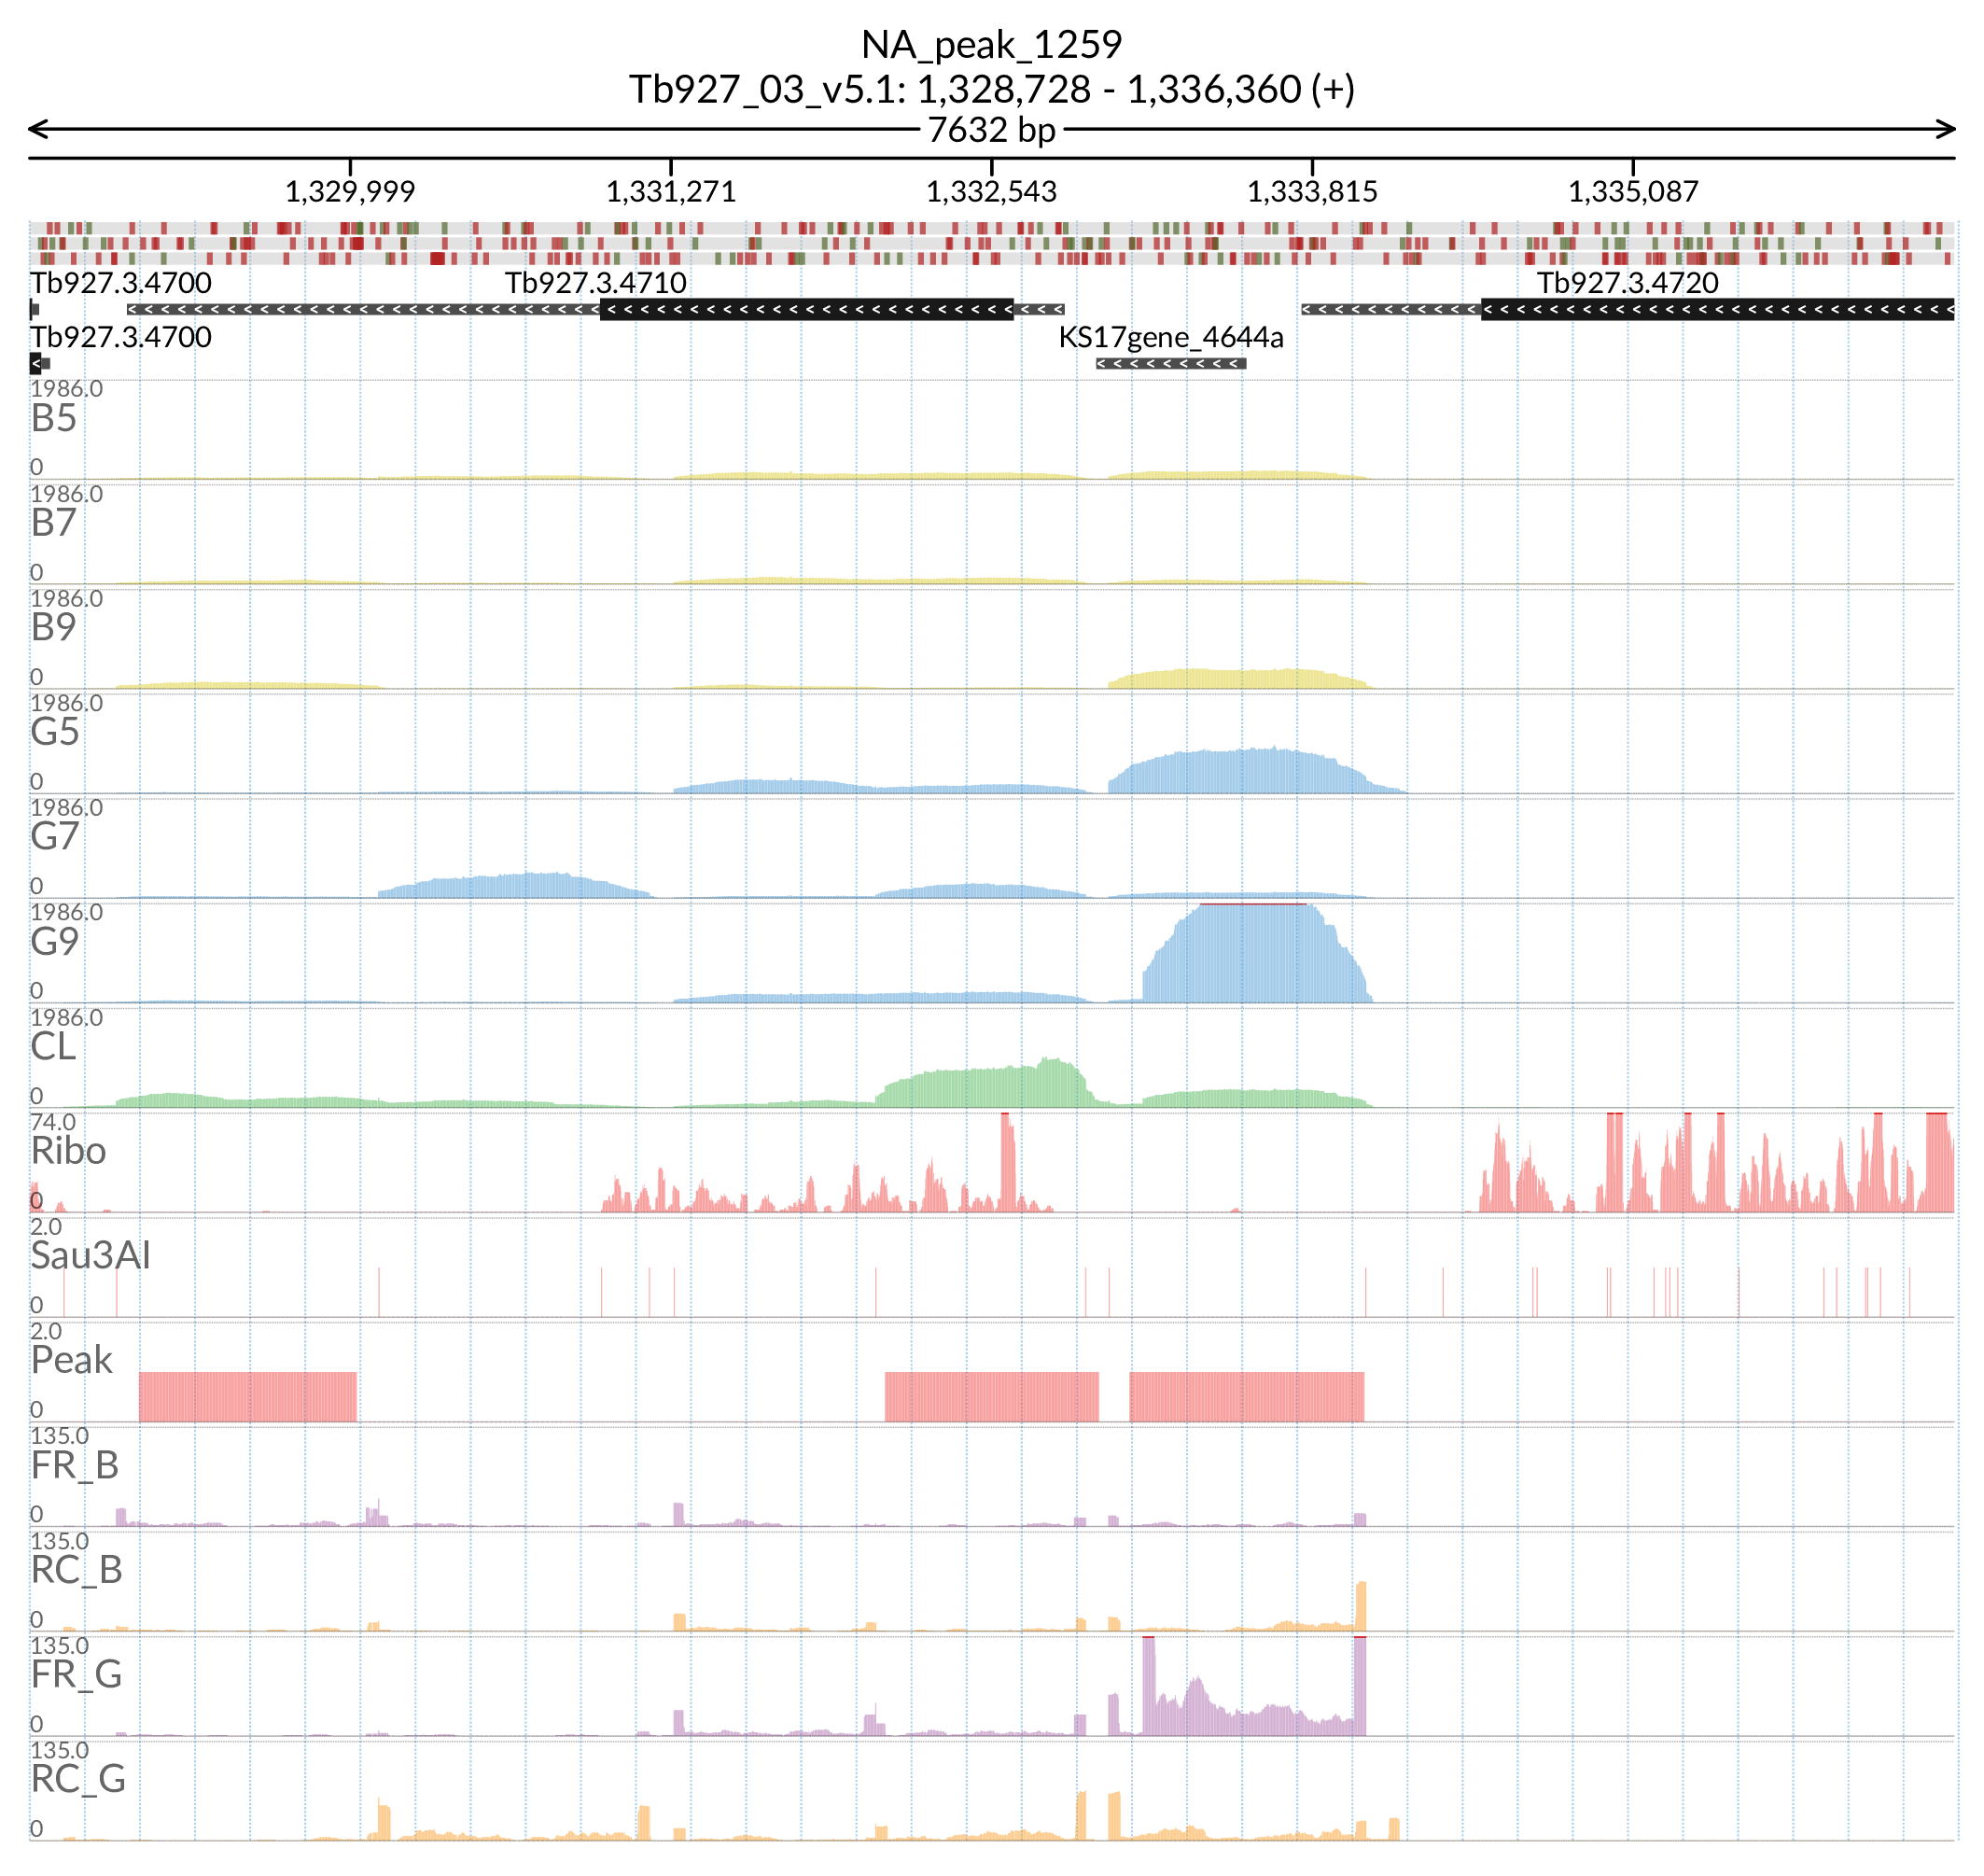 NA_peak_1259
Tb927_03_v5.1: 1,328,728 - 1,336,360 (+)
7632 bp
1,329,999 1,331,271 1,332,543 1,333,815 1,335,087
Tb927.3.4700 Tb927.3.4710 Tb927.3.4720
Tb927.3.4700 KS17gene_4644a
1986.0
B5
0
1986.0
B7
0
1986.0
B9
0
1986.0
G5
0
1986.0
G7
0
1986.0
G9
0
1986.0
CL
0
74.0
Ribo
0
2.0
Sau3AI
0
2.0
Peak
0
135.0
FR_B
0
135.0
RC_B
0
135.0
FR_G
0
135.0
RC_G
0